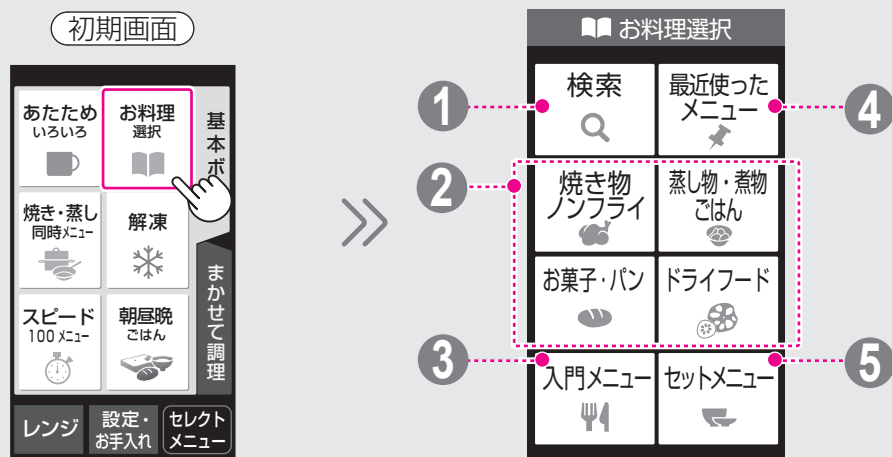 初期画面
あたため
いろいろ
お料理
選択
焼き・蒸し
同時メニュー
解凍
スピード
100 メニュー
朝昼晩
ごはん
基本ボ
まかせて調理
レンジ
設定・
お手入れ
セレクト
メニュー
お料理選択
1
検索
最近使った
メニュー
4
2
焼き物
ノンフライ
蒸し物・煮物
ごはん
お菓子・パン
ドライフード
3
入門メニュー
セットメニュー
5